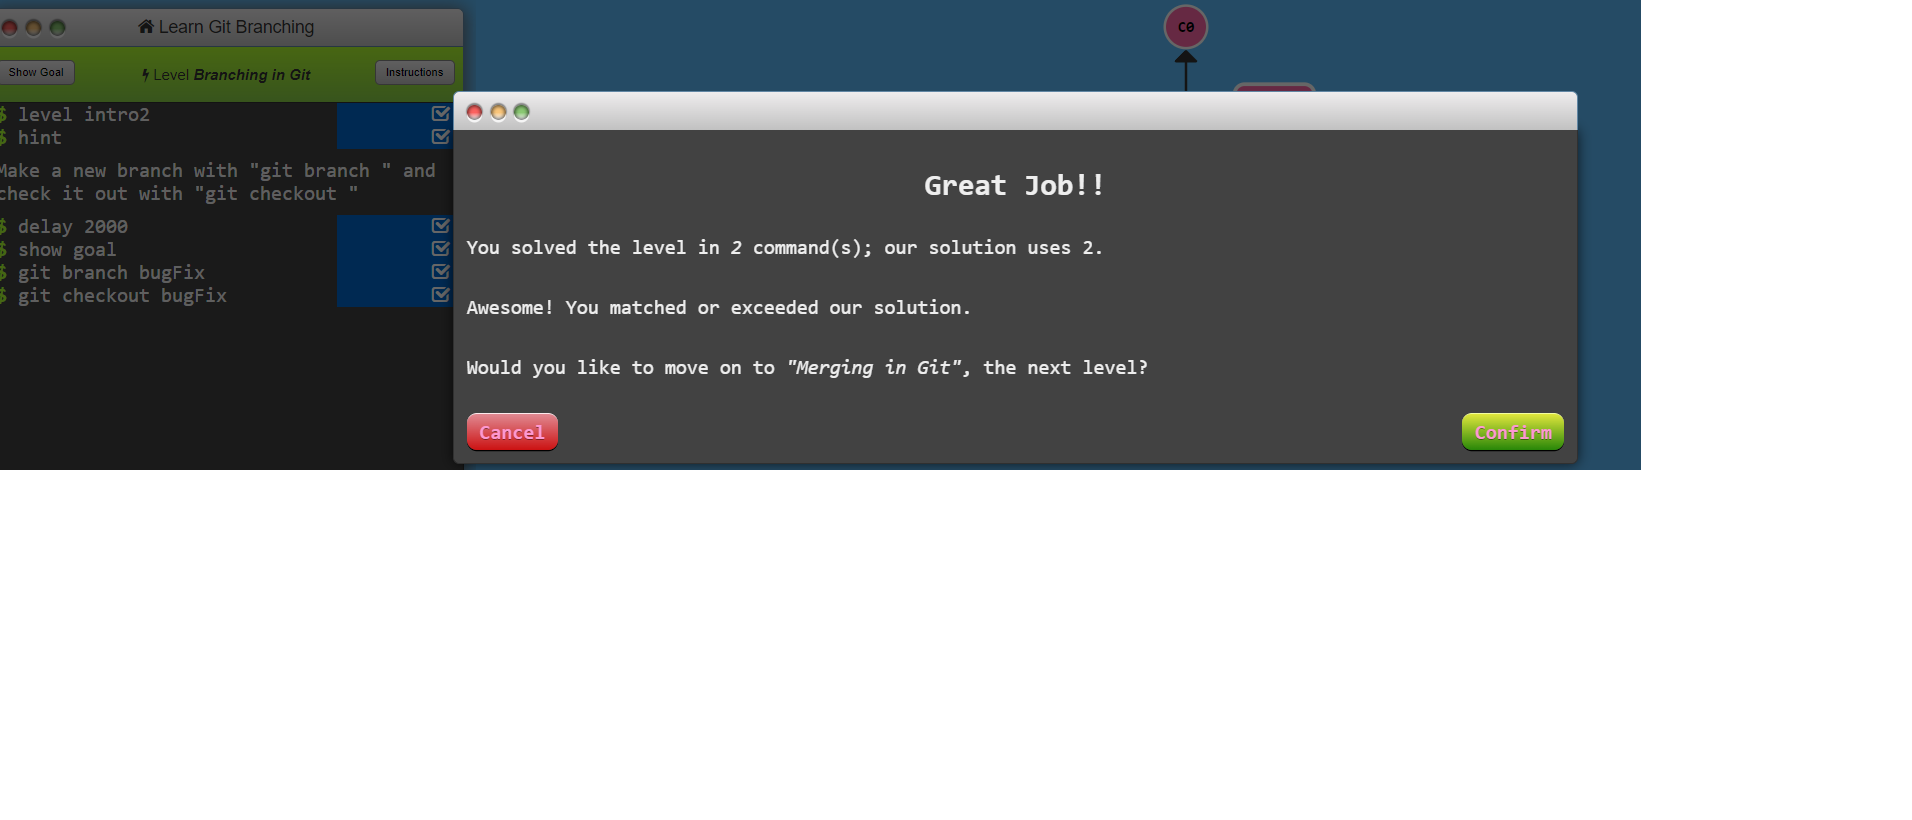 Learn Git Branching
Show Goal
Level Branching in Git
Instructions
$ level intro2
$ hint
Make a new branch with "git branch " and
check it out with "git checkout "
$ delay 2000
$ show goal
$ git branch bugFix
$ git checkout bugFix
C0
Great Job!!
You solved the level in 2 command(s); our solution uses 2.
Awesome! You matched or exceeded our solution.
Would you like to move on to "Merging in Git", the next level?
Cancel
Confirm